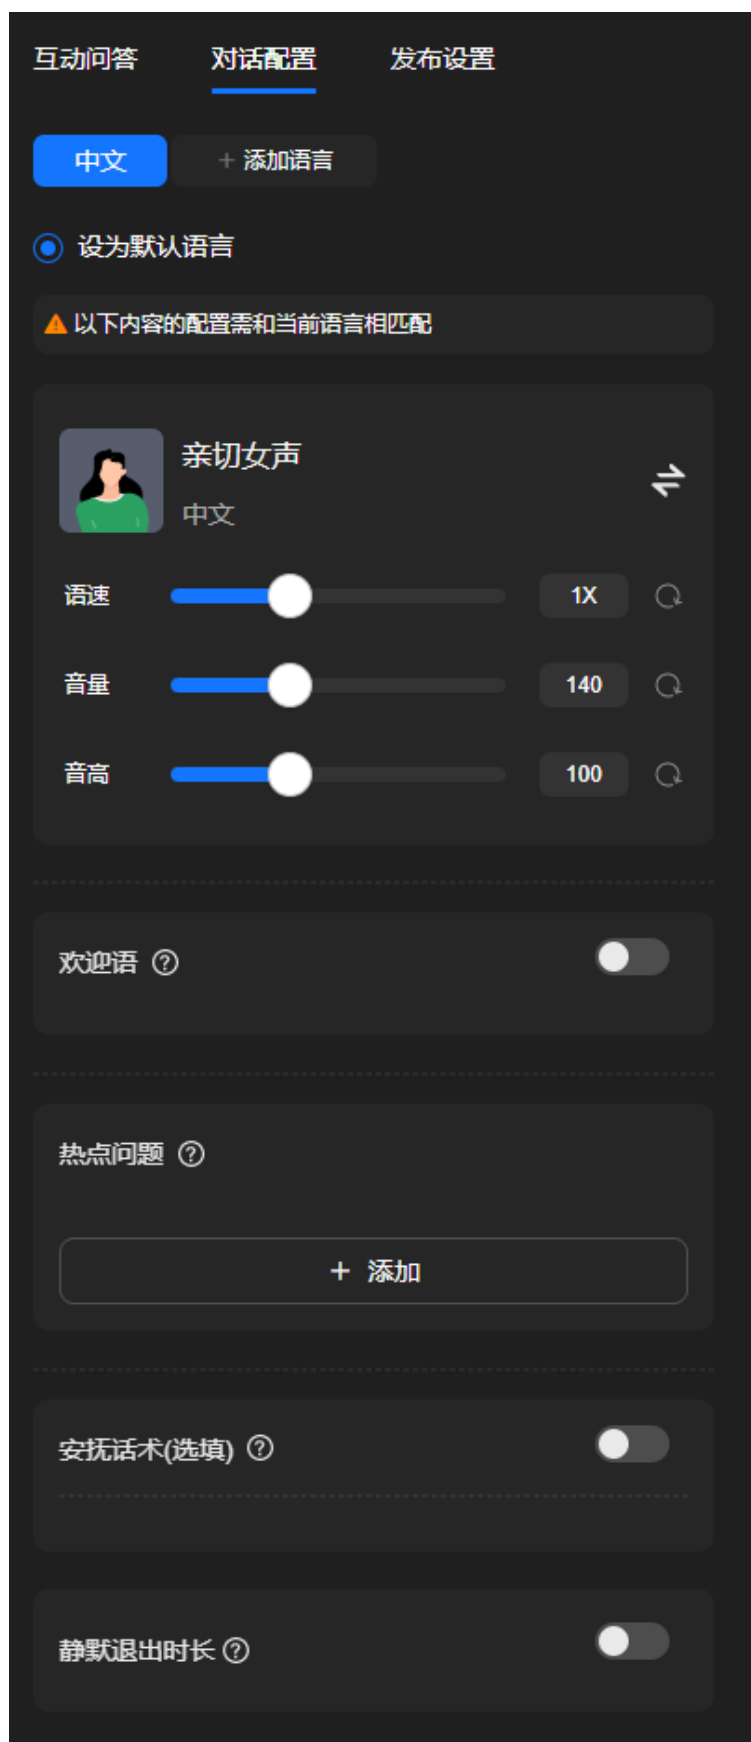 互动问答 对话配置 发布设置
中文 + 添加语言
设为默认语言
以下内容的配置需和当前语言相匹配
亲切女声
中文
语速 1X
音量 140
音高 100
欢迎语 ?
热点问题 ?
+ 添加
安抚话术(选填) ?
静默退出时长 ?